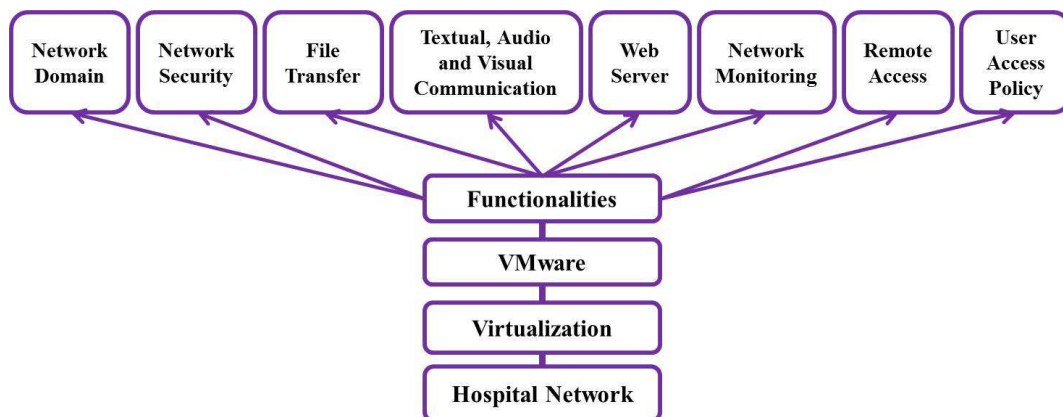 Network
Domain
Network
Security
File
Transfer
Textual, Audio
and Visual
Communication
Web
Server
Network
Monitoring
Remote
Access
User
Access
Policy
Functionalities
VMware
Virtualization
Hospital Network